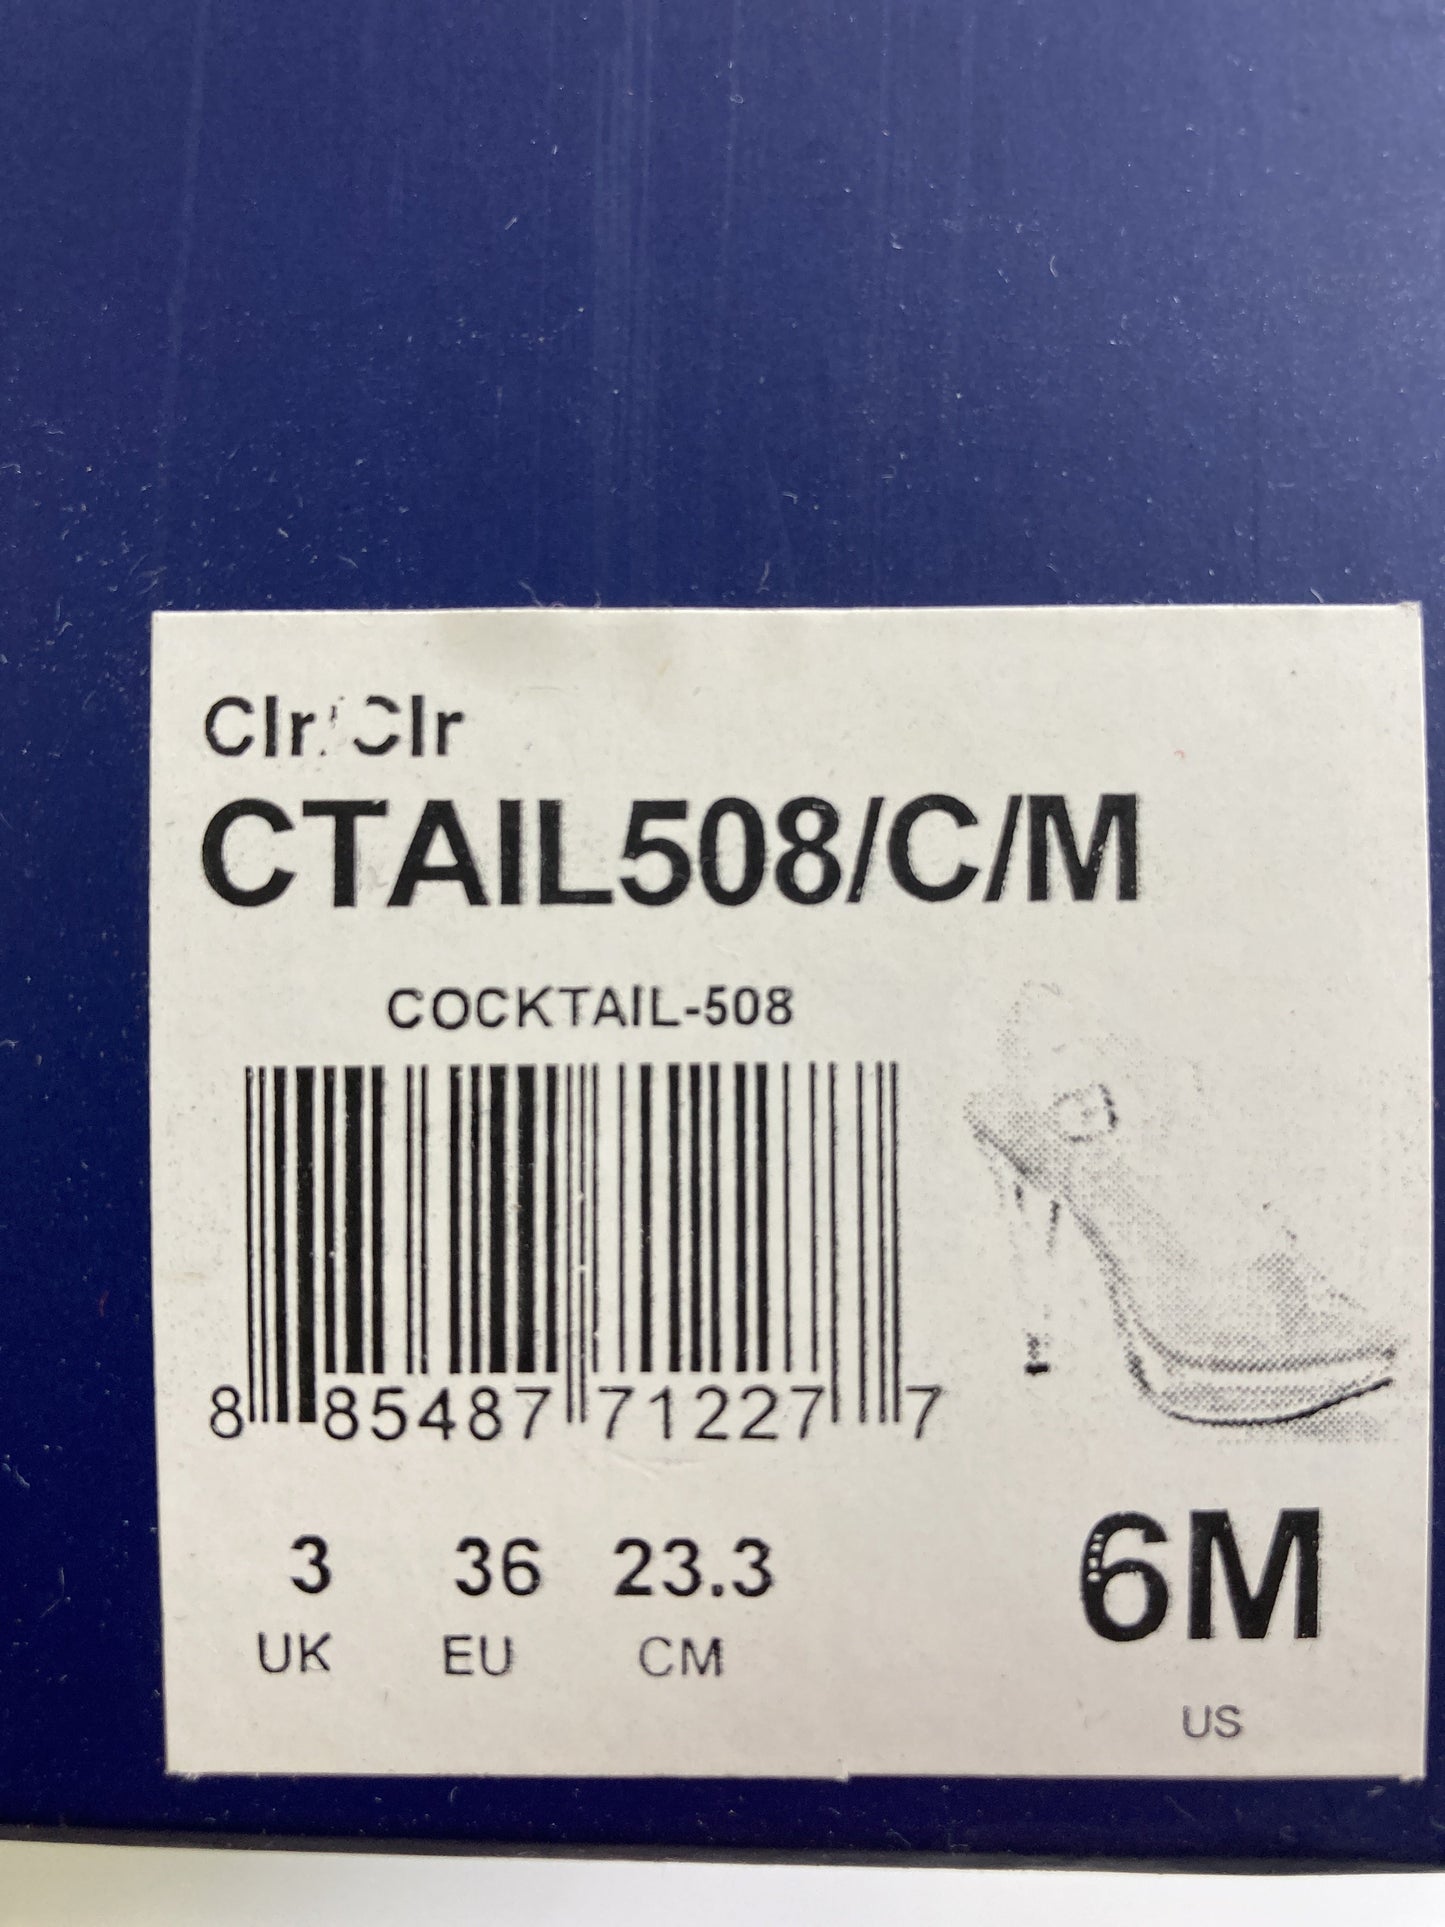 Clr/Clr
CTAIL508/C/M
COCKTAIL-508
8 85487 71227 7
3 36 23.3 6M
UK EU CM US